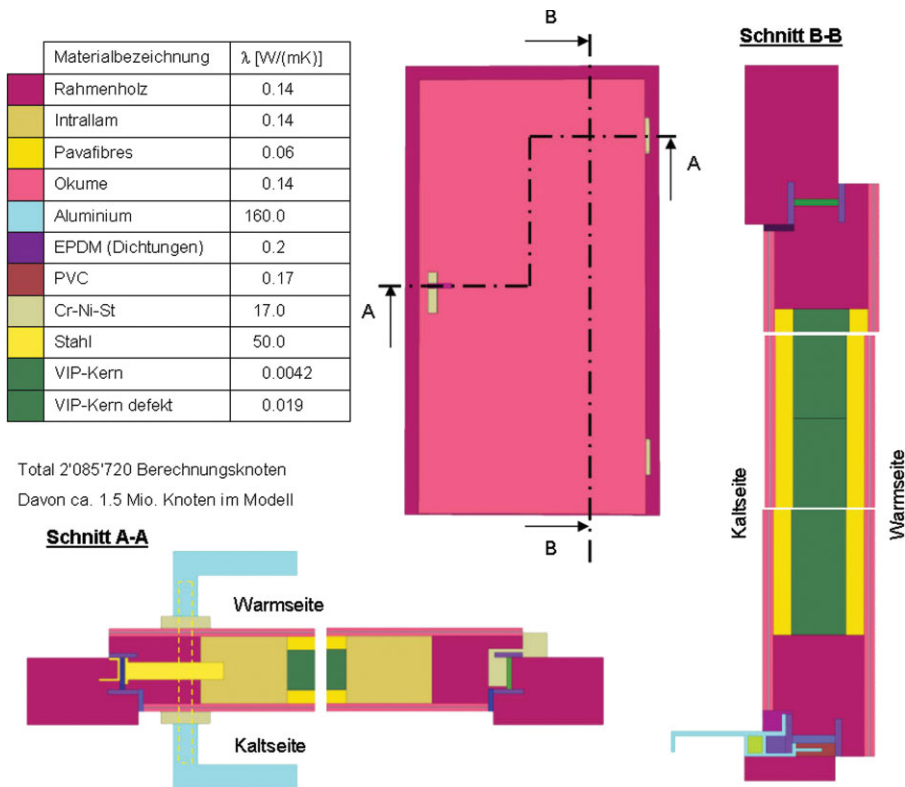 Materialbezeichnung λ [W/(mK)]
Rahmenholz 0.14
Intrallam 0.14
Pavafibres 0.06
Okume 0.14
Aluminium 160.0
EPDM (Dichtungen) 0.2
PVC 0.17
Cr-Ni-St 17.0
Stahl 50.0
VIP-Kern 0.0042
VIP-Kern defekt 0.019
Total 2'085'720 Berechnungsknoten
Davon ca. 1.5 Mio. Knoten im Modell
B
A
A
B
Schnitt B-B
Kaltseite
Warmseite
Schnitt A-A
Warmseite
Kaltseite